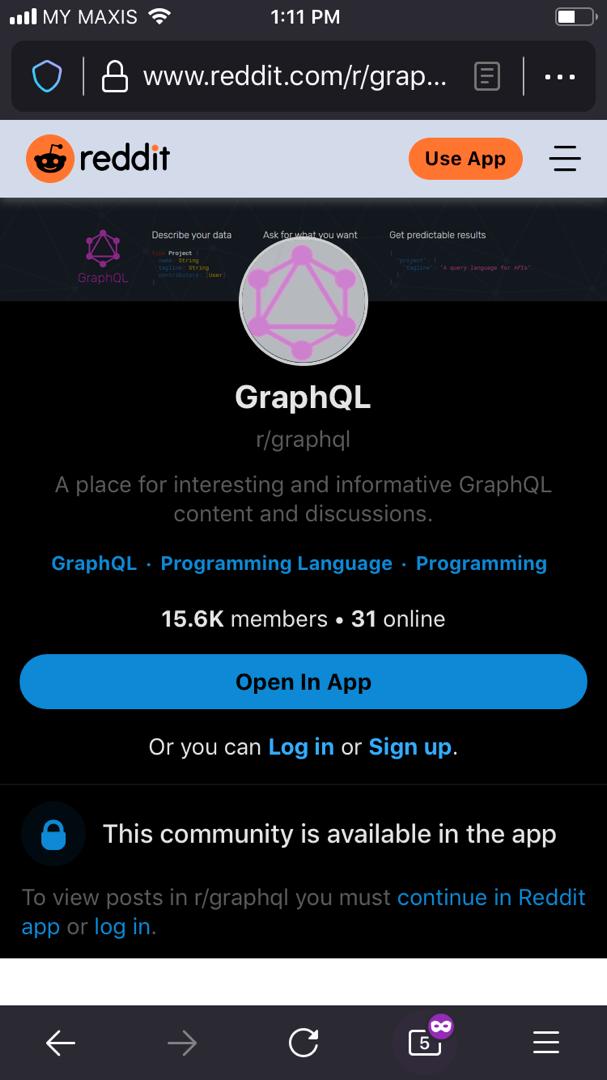 MY MAXIS 1:11 PM
www.reddit.com/r/grap...
reddit Use App
Describe your data Ask for what you want Get predictable results
GraphQL
type Project {
name: String
tagline: String
contributors: [User]
}
{
"project": {
"tagline": "A query language for APIs"
GraphQL
r/graphql
A place for interesting and informative GraphQL
content and discussions.
GraphQL · Programming Language · Programming
15.6K members • 31 online
Open In App
Or you can Log in or Sign up.
This community is available in the app
To view posts in r/graphql you must continue in Reddit
app or log in.
5